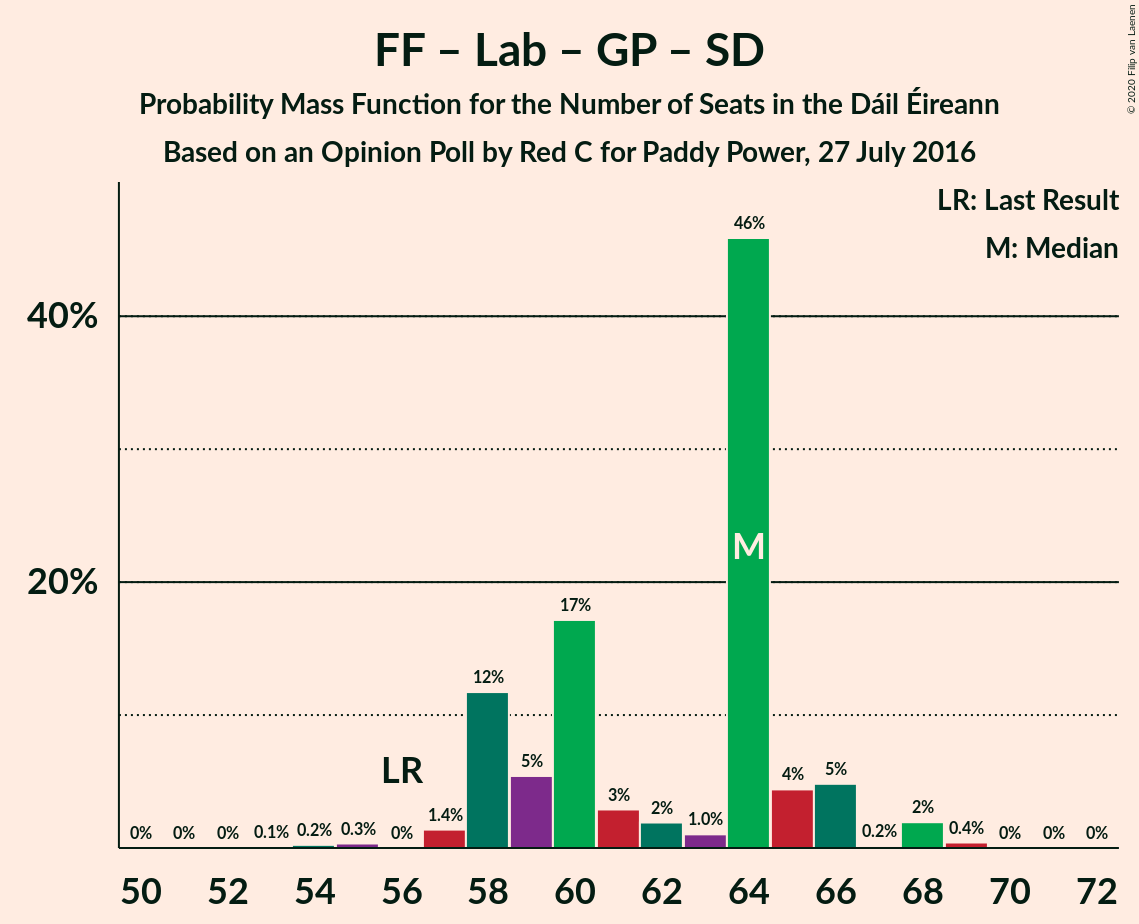 FF – Lab – GP – SD
Probability Mass Function for the Number of Seats in the Dáil Éireann
Based on an Opinion Poll by Red C for Paddy Power, 27 July 2016
© 2020 Filip van Laenen
LR: Last Result
M: Median
46%
40%
M
20%
17%
12%
LR
5%
5%
4%
3%
2%
2%
1.4%
1.0%
0% 0% 0% 0.1% 0.2% 0.3% 0% 0.2% 0.4% 0% 0% 0%
50 52 54 56 58 60 62 64 66 68 70 72